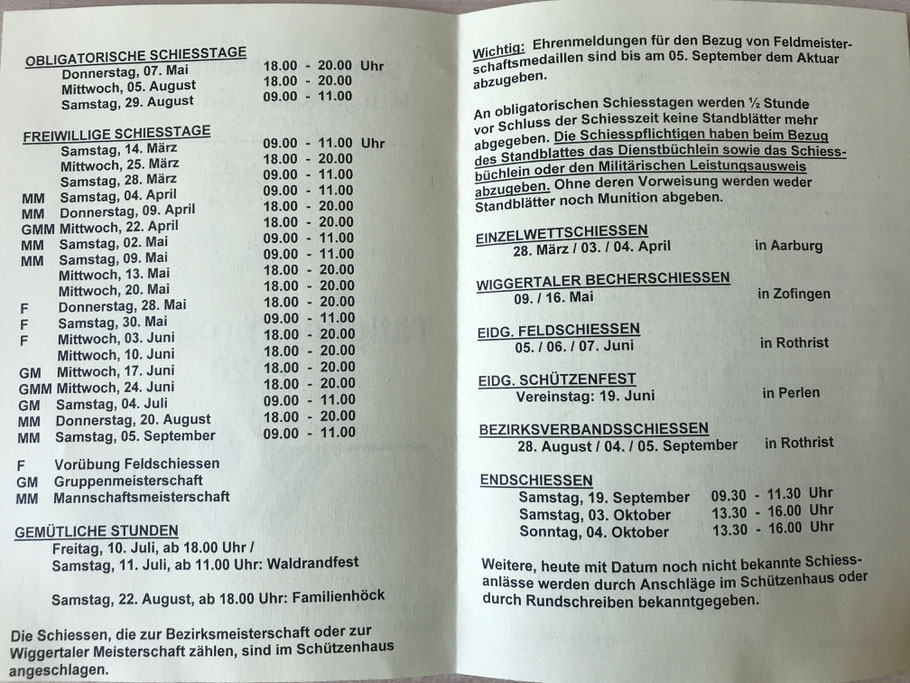 OBLIGATORISCHE SCHIESSTAGE
Donnerstag, 07. Mai 18.00 - 20.00 Uhr
Mittwoch, 05. August 18.00 - 20.00
Samstag, 29. August 09.00 - 11.00
FREIWILLIGE SCHIESSTAGE
Samstag, 14. März 09.00 - 11.00 Uhr
Mittwoch, 25. März 18.00 - 20.00
Samstag, 28. März 09.00 - 11.00
MM Samstag, 04. April 09.00 - 11.00
MM Donnerstag, 09. April 18.00 - 20.00
GMM Mittwoch, 22. April 18.00 - 20.00
MM Samstag, 02. Mai 09.00 - 11.00
MM Samstag, 09. Mai 09.00 - 11.00
Mittwoch, 13. Mai 18.00 - 20.00
Mittwoch, 20. Mai 18.00 - 20.00
F Donnerstag, 28. Mai 18.00 - 20.00
F Samstag, 30. Mai 09.00 - 11.00
F Mittwoch, 03. Juni 18.00 - 20.00
Mittwoch, 10. Juni 18.00 - 20.00
GM Mittwoch, 17. Juni 18.00 - 20.00
GMM Mittwoch, 24. Juni 18.00 - 20.00
GM Samstag, 04. Juli 09.00 - 11.00
MM Donnerstag, 20. August 18.00 - 20.00
MM Samstag, 05. September 09.00 - 11.00
F Vorübung Feldschiessen
GM Gruppenmeisterschaft
MM Mannschaftsmeisterschaft
GEMÜTLICHE STUNDEN
Freitag, 10. Juli, ab 18.00 Uhr /
Samstag, 11. Juli, ab 11.00 Uhr: Waldrandfest
Samstag, 22. August, ab 18.00 Uhr: Familienhöck
Die Schiessen, die zur Bezirksmeisterschaft oder zur
Wiggertaler Meisterschaft zählen, sind im Schützenhaus
angeschlagen.
Wichtig: Ehrenmeldungen für den Bezug von Feldmeister-
schaftsmedaillen sind bis am 05. September dem Aktuar
abzugeben.
An obligatorischen Schiesstagen werden ½ Stunde
vor Schluss der Schiesszeit keine Standblätter mehr
abgegeben. Die Schiesspflichtigen haben beim Bezug
des Standblattes das Dienstbüchlein sowie das Schiess-
büchlein oder den Militärischen Leistungsausweis
abzugeben. Ohne deren Vorweisung werden weder
Standblätter noch Munition abgeben.
EINZELWETTSCHIESSEN
28. März / 03. / 04. April in Aarburg
WIGGERTALER BECHERSCHIESSEN
09. / 16. Mai in Zofingen
EIDG. FELDSCHIESSEN
05. / 06. / 07. Juni in Rothrist
EIDG. SCHÜTZENFEST
Vereinstag: 19. Juni in Perlen
BEZIRKSVERBANDSSCHIESSEN
28. August / 04. / 05. September in Rothrist
ENDSCHIESSEN
Samstag, 19. September 09.30 - 11.30 Uhr
Samstag, 03. Oktober 13.30 - 16.00 Uhr
Sonntag, 04. Oktober 13.30 - 16.00 Uhr
Weitere, heute mit Datum noch nicht bekannte Schiess-
anlässe werden durch Anschläge im Schützenhaus oder
durch Rundschreiben bekanntgegeben.